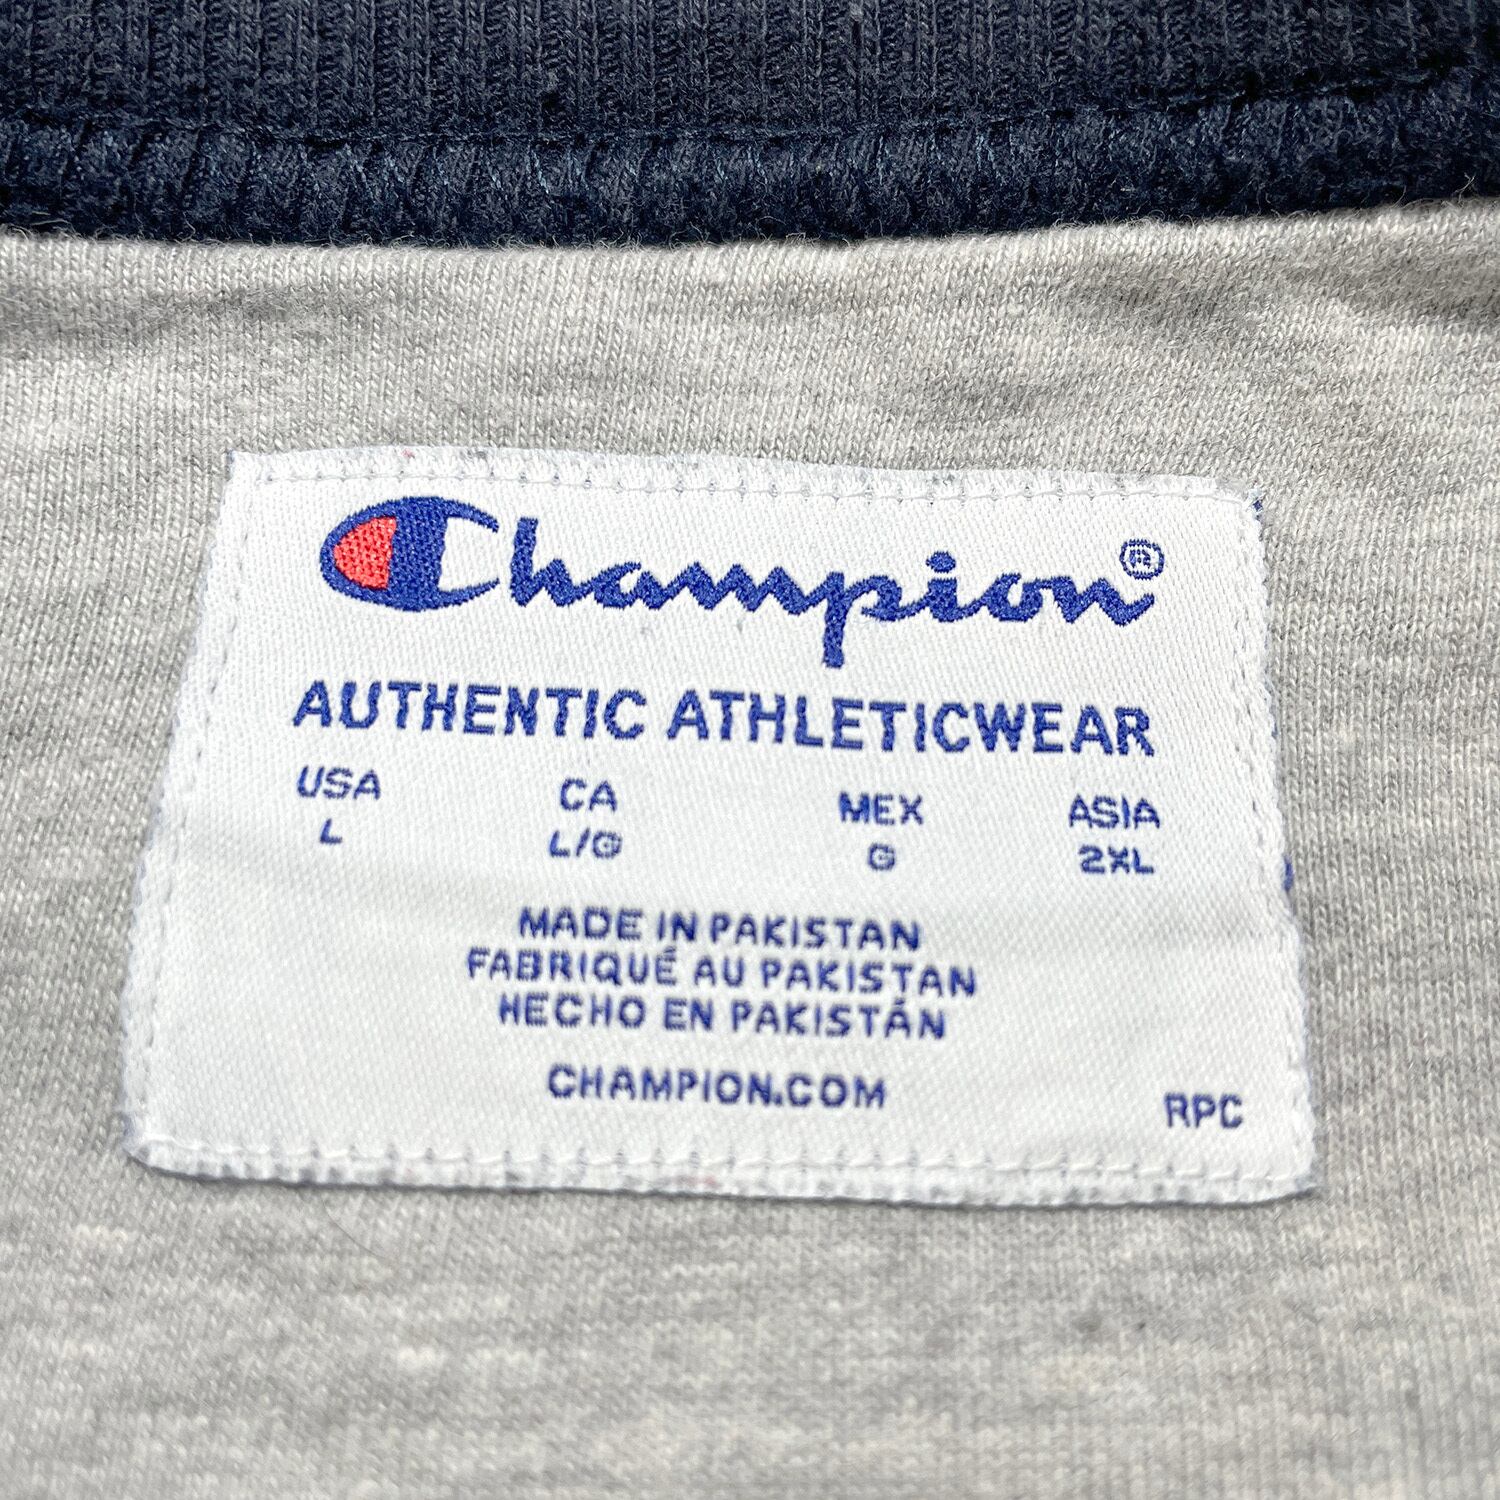 Champion®
AUTHENTIC ATHLETICWEAR
USA CA MEX ASIA
L L/G G 2XL
MADE IN PAKISTAN
FABRIQUÉ AU PAKISTAN
HECHO EN PAKISTÁN
CHAMPION.COM
RPC